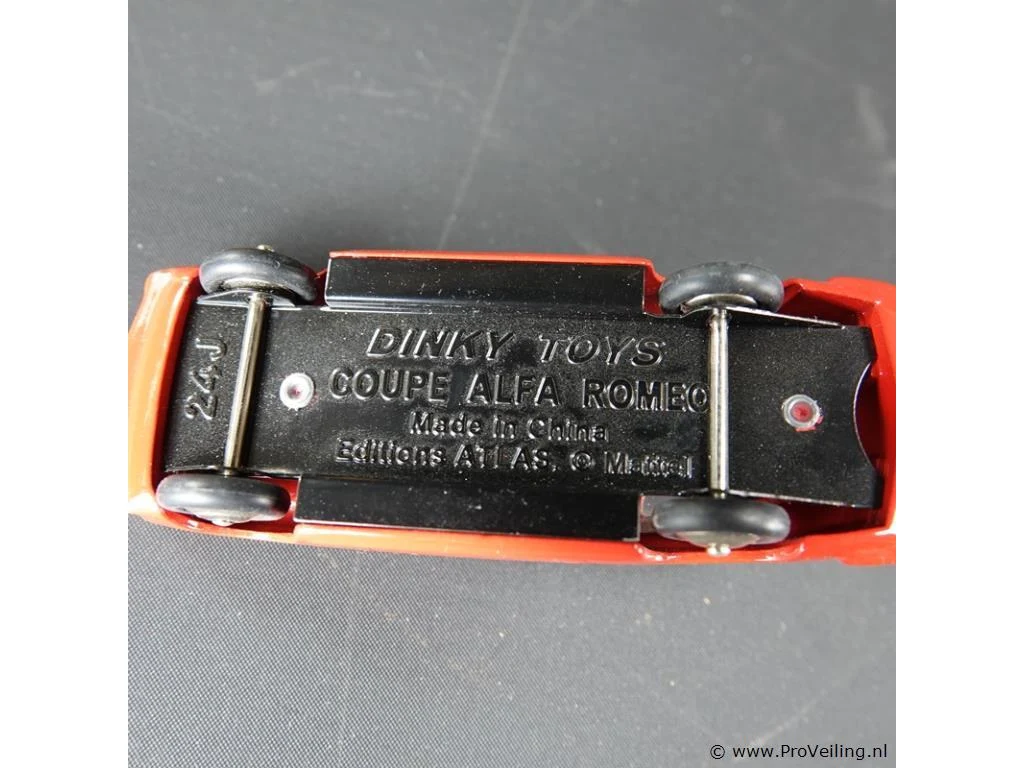 24J
DINKY TOYS
COUPE ALFA ROMEO
Made in China
Editions ATLAS. © Mattel
© www.ProVeiling.nl